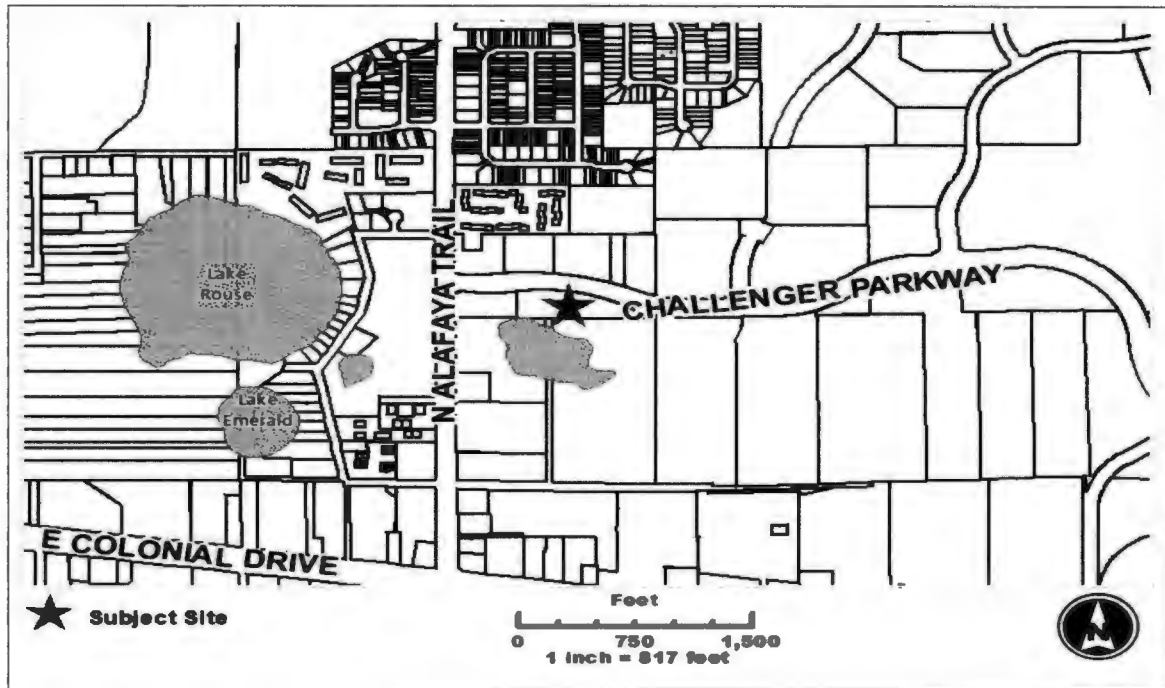 Lake
Rouse
N ALAFAYA TRAIL
CHALLENGER PARKWAY
Lake
Emerald
E COLONIAL DRIVE
Subject Site
Feet
0 750 1,500
1 inch = 817 feet
N